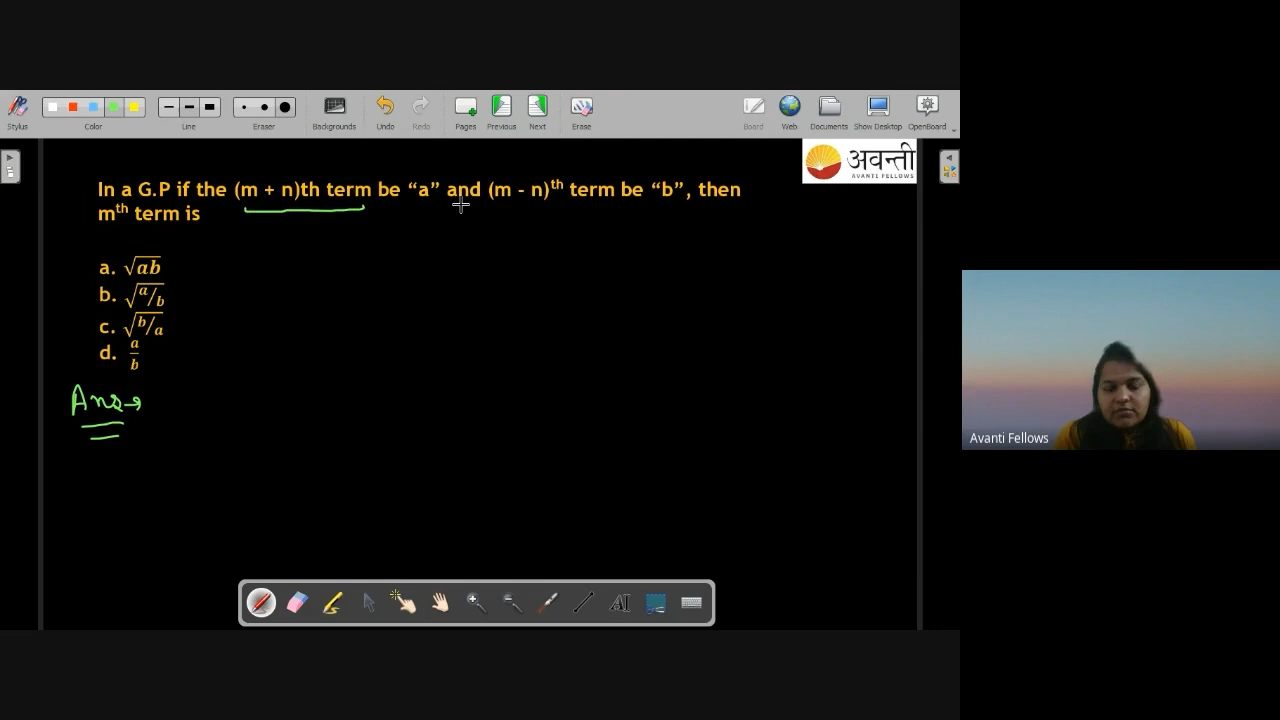 Stylus
Color
Line
Eraser
Backgrounds
Undo
Redo
Pages
Previous
Next
Erase
Board
Web
Documents
Show Desktop
OpenBoard
अवन्ती
AVANTI FELLOWS
In a G.P if the (m + n)th term be “a” and (m - n)th term be “b”, then
mth term is
a. √ab
b. √a/b
c. √b/a
d. a/b
Ans→
AI
Avanti Fellows